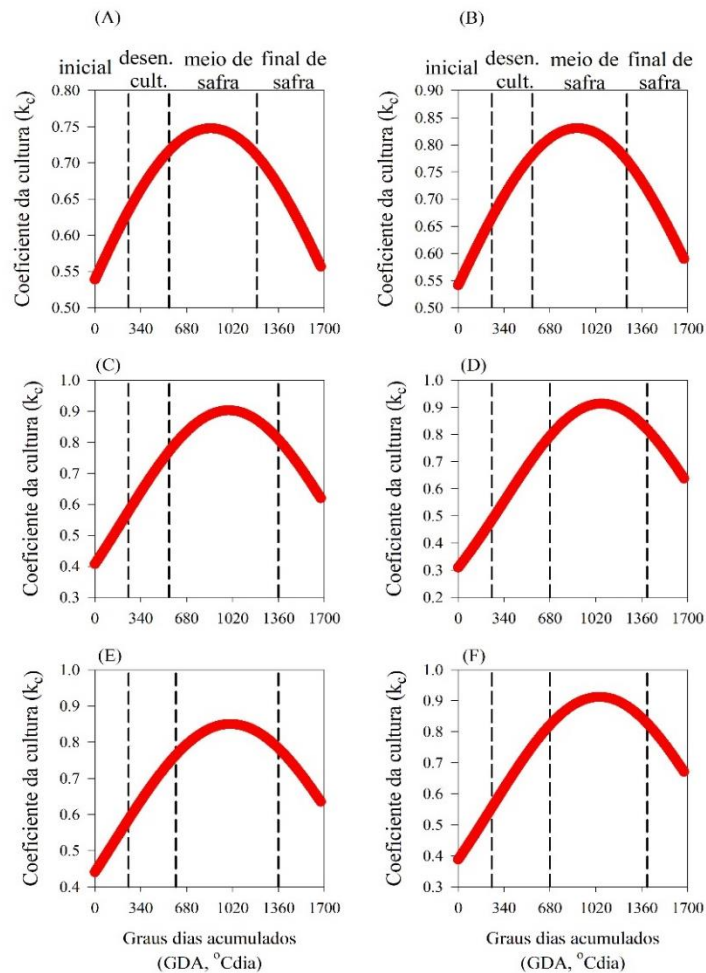 (A) (B)
inicial desen. cult. meio de safra final de safra inicial desen. cult. meio de safra final de safra
Coeficiente da cultura (kc)
0.80
0.75
0.70
0.65
0.60
0.55
0.50
0 340 680 1020 1360 1700
Coeficiente da cultura (kc)
0.90
0.85
0.80
0.75
0.70
0.65
0.60
0.55
0.50
0 340 680 1020 1360 1700
(C)
Coeficiente da cultura (kc)
1.0
0.9
0.8
0.7
0.6
0.5
0.4
0.3
0 340 680 1020 1360 1700
(D)
Coeficiente da cultura (kc)
1.0
0.9
0.8
0.7
0.6
0.5
0.4
0.3
0.2
0 340 680 1020 1360 1700
(E)
Coeficiente da cultura (kc)
1.0
0.9
0.8
0.7
0.6
0.5
0.4
0 340 680 1020 1360 1700
Graus dias acumulados
(GDA, °Cdia)
(F)
Coeficiente da cultura (kc)
1.0
0.9
0.8
0.7
0.6
0.5
0.4
0.3
0 340 680 1020 1360 1700
Graus dias acumulados
(GDA, °Cdia)